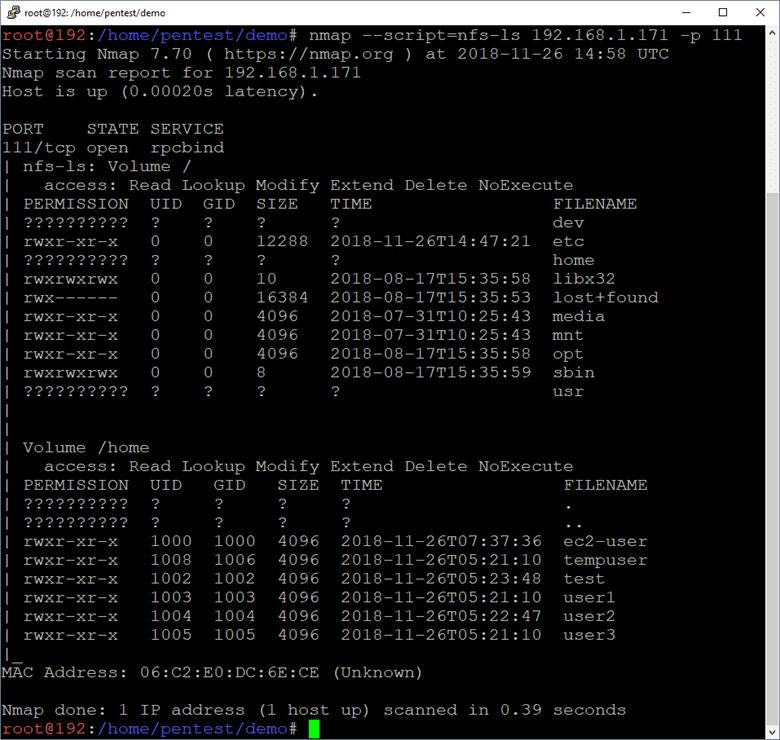 root@192: /home/pentest/demo
root@192:/home/pentest/demo# nmap --script=nfs-ls 192.168.1.171 -p 111
Starting Nmap 7.70 ( https://nmap.org ) at 2018-11-26 14:58 UTC
Nmap scan report for 192.168.1.171
Host is up (0.00020s latency).

PORT    STATE SERVICE
111/tcp open  rpcbind
| nfs-ls: Volume /
|   access: Read Lookup Modify Extend Delete NoExecute
| PERMISSION  UID  GID  SIZE   TIME                 FILENAME
| ??????????  ?    ?    ?      ?                    dev
| rwxr-xr-x   0    0    12288  2018-11-26T14:47:21  etc
| ??????????  ?    ?    ?      ?                    home
| rwxrwxrwx   0    0    10     2018-08-17T15:35:58  libx32
| rwx------   0    0    16384  2018-08-17T15:35:53  lost+found
| rwxr-xr-x   0    0    4096   2018-07-31T10:25:43  media
| rwxr-xr-x   0    0    4096   2018-07-31T10:25:43  mnt
| rwxr-xr-x   0    0    4096   2018-08-17T15:35:58  opt
| rwxrwxrwx   0    0    8      2018-08-17T15:35:59  sbin
| ??????????  ?    ?    ?      ?                    usr
|
|
| Volume /home
|   access: Read Lookup Modify Extend Delete NoExecute
| PERMISSION  UID   GID   SIZE  TIME                 FILENAME
| ??????????  ?     ?     ?     ?                    .
| ??????????  ?     ?     ?     ?                    ..
| rwxr-xr-x   1000  1000  4096  2018-11-26T07:37:36  ec2-user
| rwxr-xr-x   1008  1006  4096  2018-11-26T05:21:10  tempuser
| rwxr-xr-x   1002  1002  4096  2018-11-26T05:23:48  test
| rwxr-xr-x   1003  1003  4096  2018-11-26T05:21:10  user1
| rwxr-xr-x   1004  1004  4096  2018-11-26T05:22:47  user2
| rwxr-xr-x   1005  1005  4096  2018-11-26T05:21:10  user3
|_
MAC Address: 06:C2:E0:DC:6E:CE (Unknown)

Nmap done: 1 IP address (1 host up) scanned in 0.39 seconds
root@192:/home/pentest/demo#